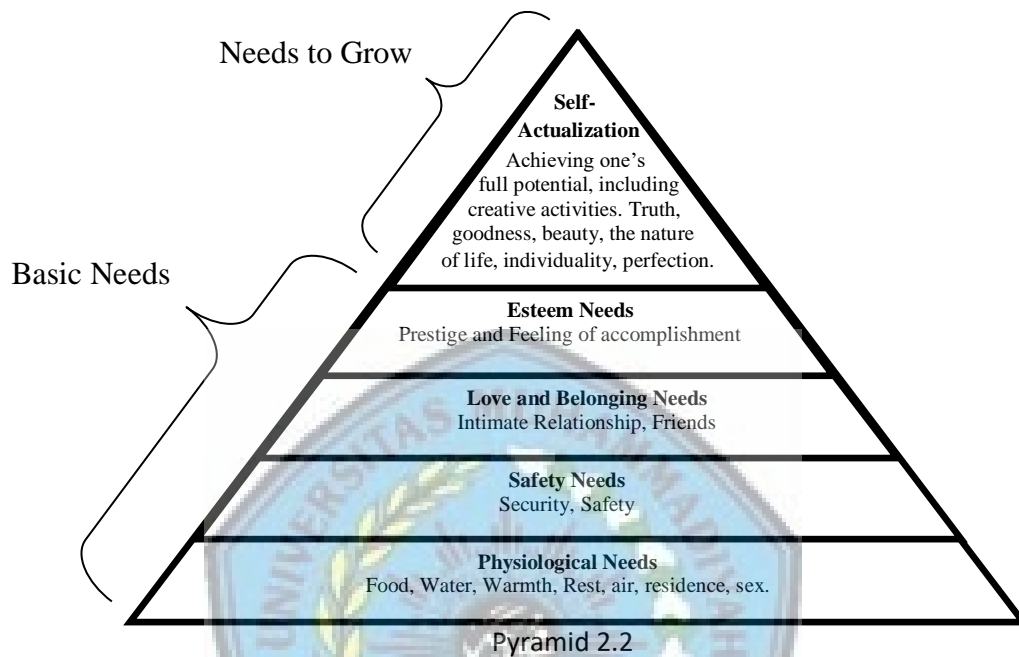 Needs to Grow
Self-
Actualization
Achieving one's
full potential, including
creative activities. Truth,
goodness, beauty, the nature
of life, individuality, perfection.
Basic Needs
Esteem Needs
Prestige and Feeling of accomplishment
Love and Belonging Needs
Intimate Relationship, Friends
Safety Needs
Security, Safety
Physiological Needs
Food, Water, Warmth, Rest, air, residence, sex.
Pyramid 2.2
UNIVERSITAS MUHAMMADIYAH